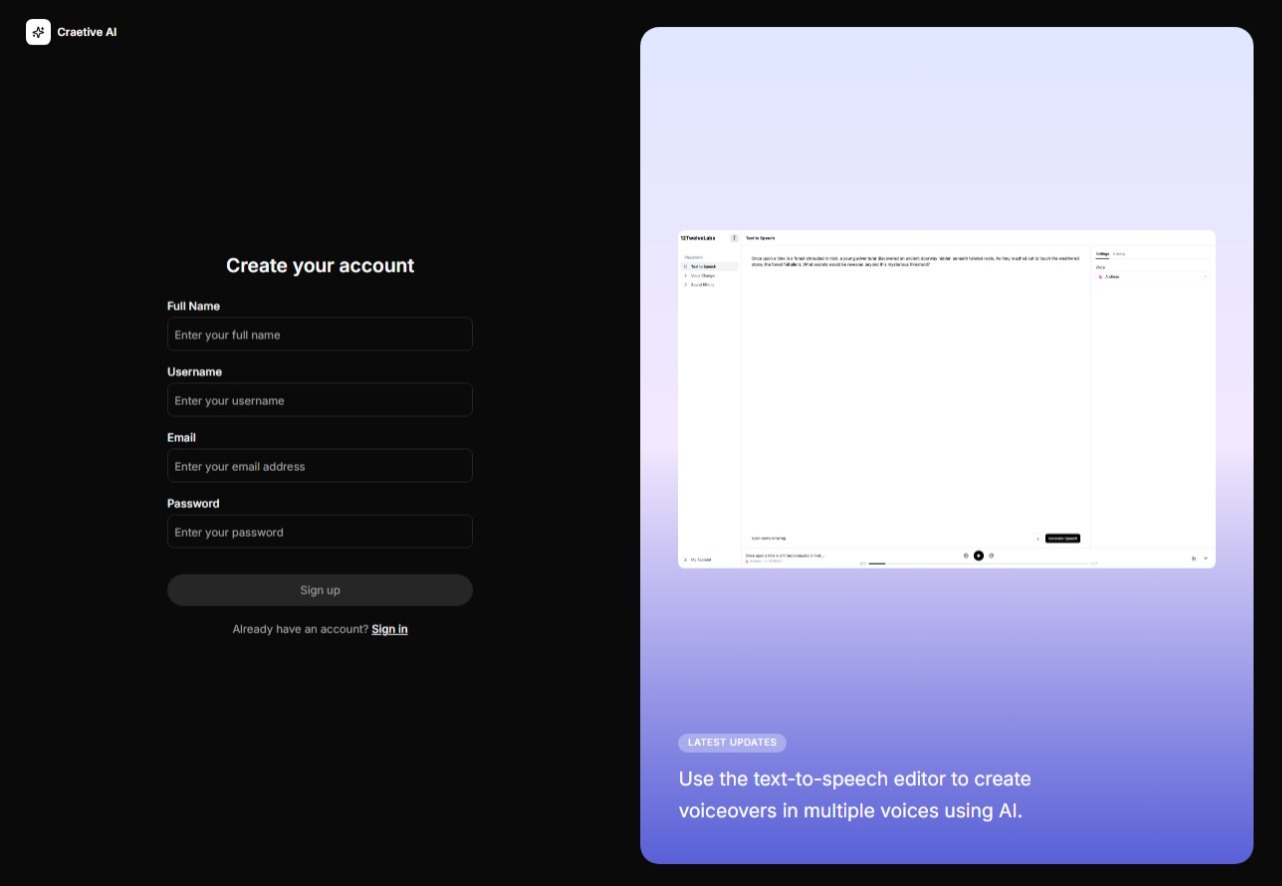 Craetive AI
Create your account
Full Name
Enter your full name
Username
Enter your username
Email
Enter your email address
Password
Enter your password
Sign up
Already have an account? Sign in
12TwelveLabs
Text to Speech
Playground
Text to Speech
Voice Changer
Sound Effects
My Account
Once upon a time in a forest shrouded in mist, a young adventurer discovered an ancient doorway hidden beneath twisted roots. As they reached out to touch the weathered
stone, the forest fell silent. What secrets would be revealed beyond this mysterious threshold?
Settings History
Voice
Andreas
Generate Speech
Once upon a time in a forest shrouded in mist,...
LATEST UPDATES
Use the text-to-speech editor to create
voiceovers in multiple voices using AI.